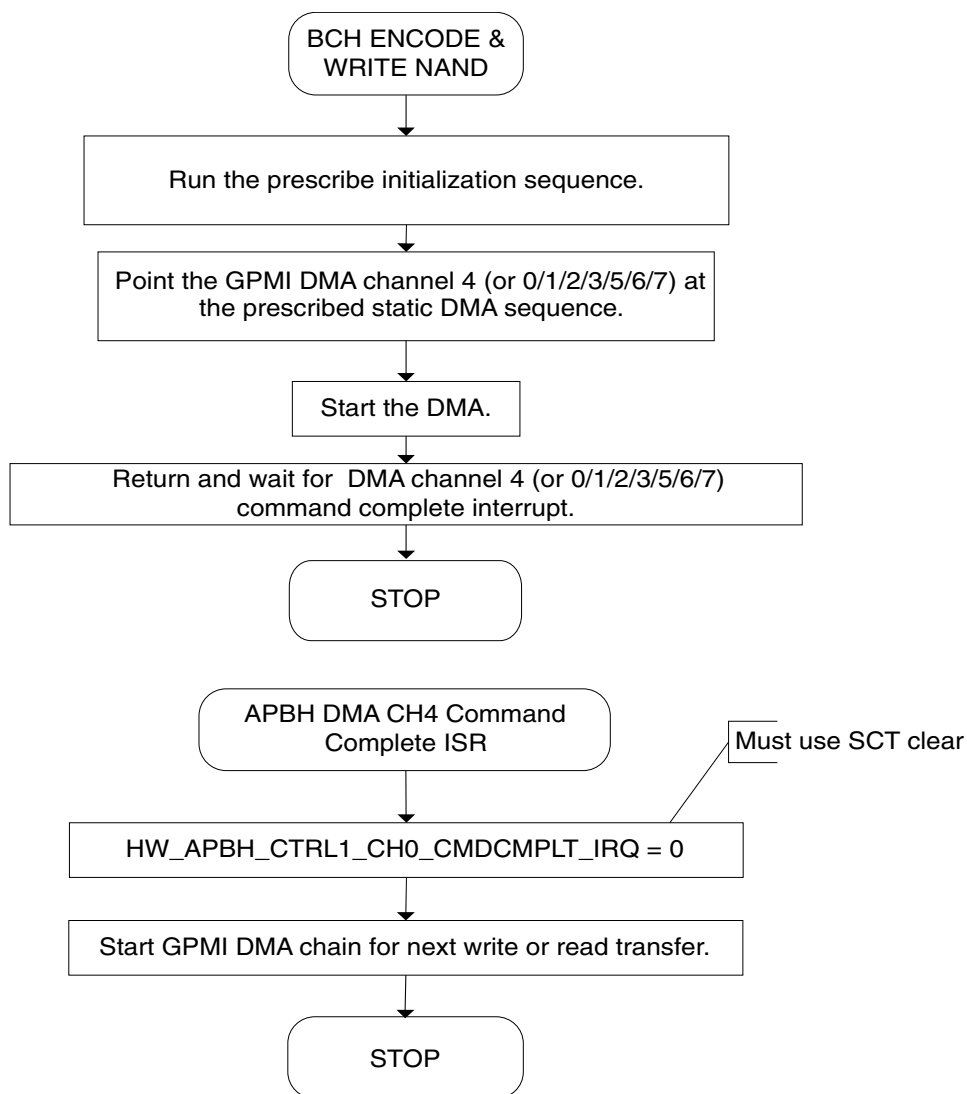 BCH ENCODE &
WRITE NAND
Run the prescribe initialization sequence.
Point the GPMI DMA channel 4 (or 0/1/2/3/5/6/7) at
the prescribed static DMA sequence.
Start the DMA.
Return and wait for DMA channel 4 (or 0/1/2/3/5/6/7)
command complete interrupt.
STOP
APBH DMA CH4 Command
Complete ISR
Must use SCT clear
HW_APBH_CTRL1_CH0_CMDCMPLT_IRQ = 0
Start GPMI DMA chain for next write or read transfer.
STOP